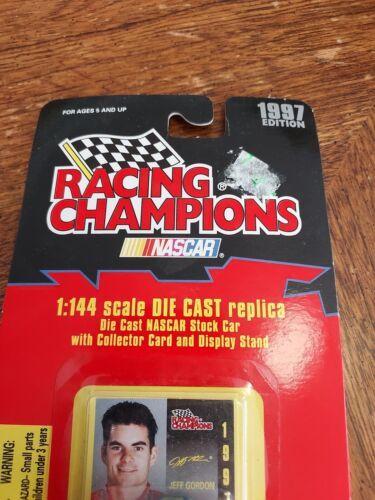 FOR AGES 5 AND UP
1997
EDITION
RACING
CHAMPIONS
NASCAR
1:144 scale DIE CAST replica
Die Cast NASCAR Stock Car
with Collector Card and Display Stand
RACING
CHAMPIONS
JEFF GORDON
199
WARNING:
HAZARD- Small parts
children under 3 years